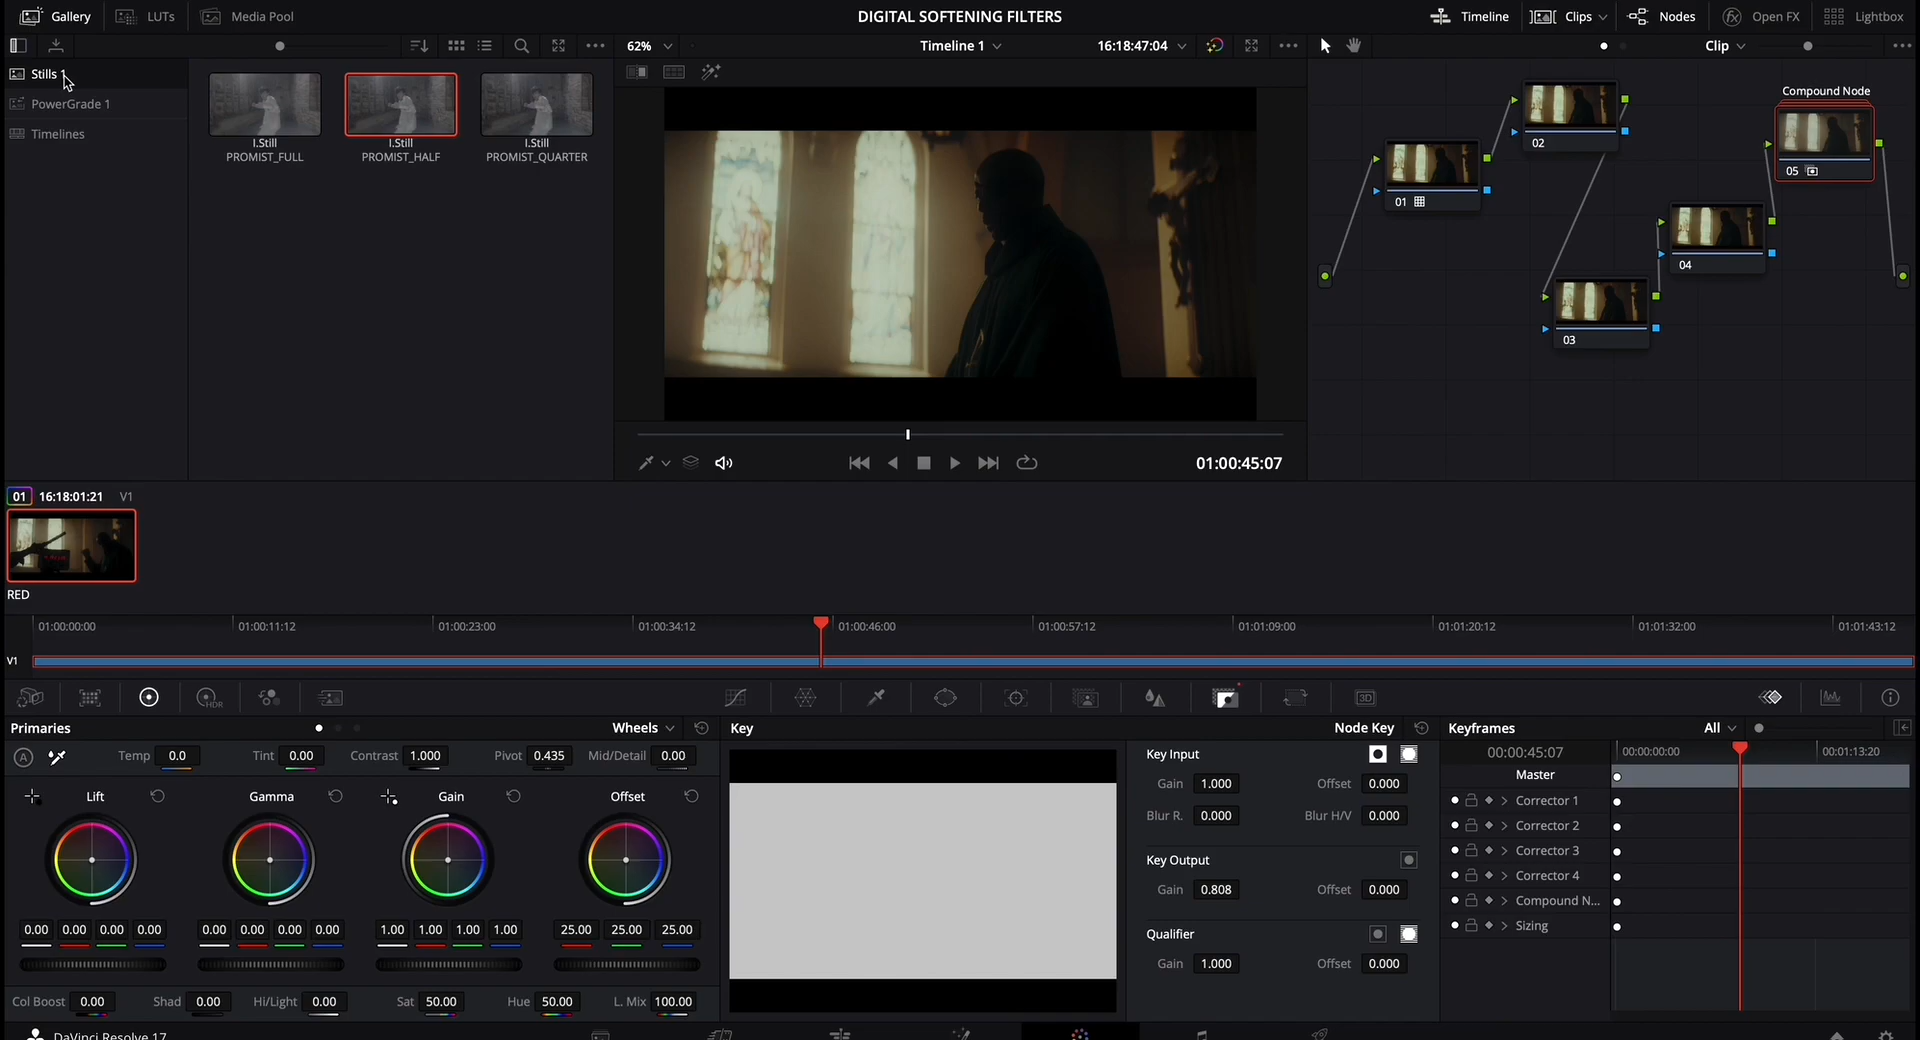 Gallery LUTs Media Pool DIGITAL SOFTENING FILTERS Timeline Clips Nodes Open FX Lightbox
62% Timeline 1 16:18:47:04 Clip
Stills 1
PowerGrade 1
Timelines
I.Still I.Still I.Still
PROMIST_FULL PROMIST_HALF PROMIST_QUARTER
Compound Node
01
02
03
04
05
01:00:45:07
01 16:18:01:21 V1
RED
01:00:00:00 01:00:11:12 01:00:23:00 01:00:34:12 01:00:46:00 01:00:57:12 01:01:09:00 01:01:20:12 01:01:32:00 01:01:43:12
V1
HDR 3D
Primaries Wheels
A Temp 0.0 Tint 0.00 Contrast 1.000 Pivot 0.435 Mid/Detail 0.00
Lift Gamma Gain Offset
0.00 0.00 0.00 0.00 0.00 0.00 0.00 0.00 1.00 1.00 1.00 1.00 25.00 25.00 25.00
Col Boost 0.00 Shad 0.00 Hi/Light 0.00 Sat 50.00 Hue 50.00 L. Mix 100.00
Key Node Key
Key Input
Gain 1.000 Offset 0.000
Blur R. 0.000 Blur H/V 0.000
Key Output
Gain 0.808 Offset 0.000
Qualifier
Gain 1.000 Offset 0.000
Keyframes All
00:00:45:07 00:00:00:00 00:01:13:20
Master
Corrector 1
Corrector 2
Corrector 3
Corrector 4
Compound N...
Sizing
DaVinci Resolve 17